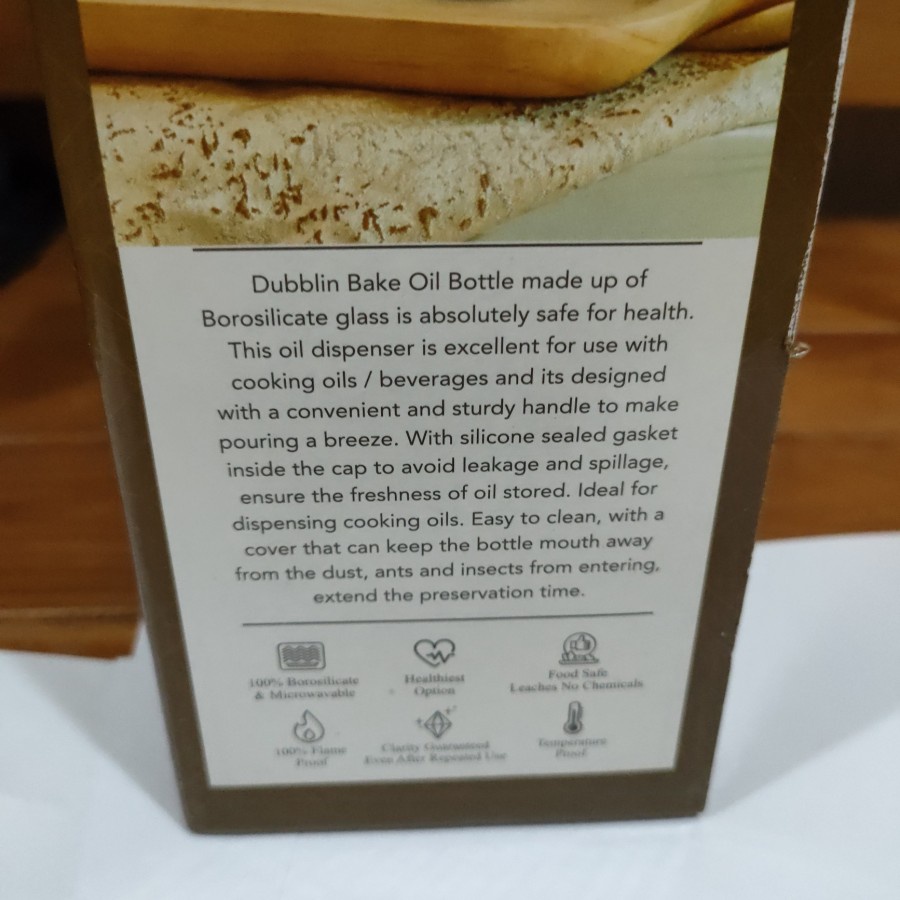 Dubblin Bake Oil Bottle made up of
Borosilicate glass is absolutely safe for health.
This oil dispenser is excellent for use with
cooking oils / beverages and its designed
with a convenient and sturdy handle to make
pouring a breeze. With silicone sealed gasket
inside the cap to avoid leakage and spillage,
ensure the freshness of oil stored. Ideal for
dispensing cooking oils. Easy to clean, with a
cover that can keep the bottle mouth away
from the dust, ants and insects from entering,
extend the preservation time.
100% Borosilicate
& Microwavable
Healthiest
Option
Food Safe
Leaches No Chemicals
100% Flame
Proof
Clarity Guaranteed
Even After Repeated Use
Temperature
Proof